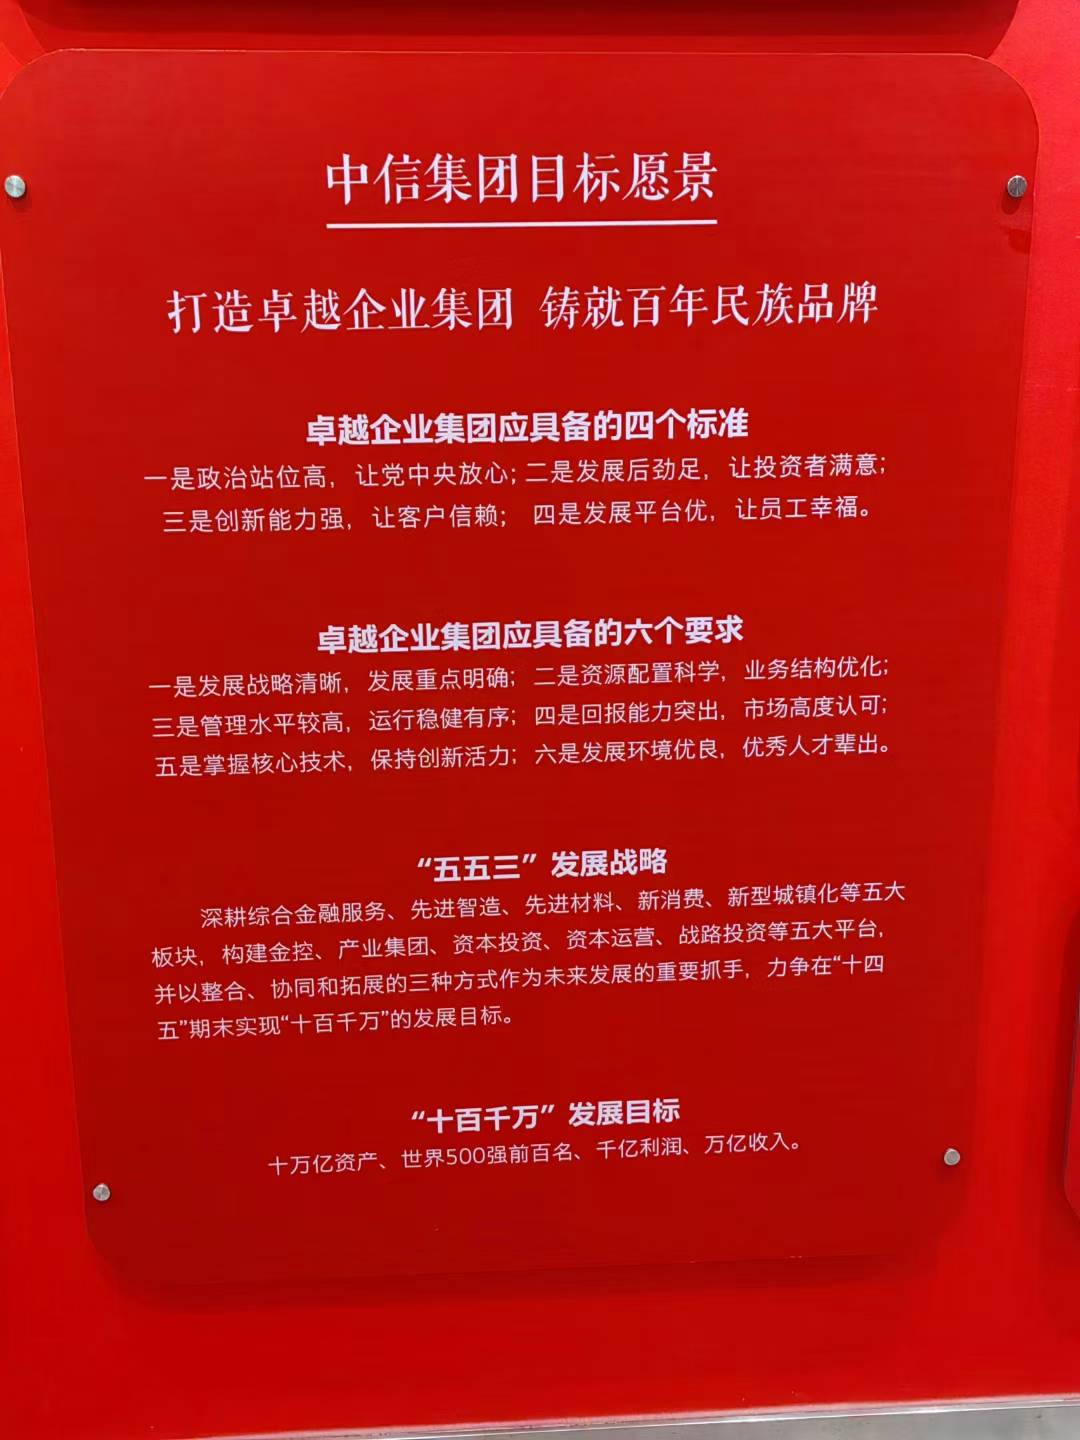 中信集团目标愿景
打造卓越企业集团 铸就百年民族品牌
卓越企业集团应具备的四个标准
一是政治站位高，让党中央放心；二是发展后劲足，让投资者满意；
三是创新能力强，让客户信赖； 四是发展平台优，让员工幸福。
卓越企业集团应具备的六个要求
一是发展战略清晰，发展重点明确；二是资源配置科学，业务结构优化；
三是管理水平较高，运行稳健有序；四是回报能力突出，市场高度认可；
五是掌握核心技术，保持创新活力；六是发展环境优良，优秀人才辈出。
“五五三”发展战略
深耕综合金融服务、先进智造、先进材料、新消费、新型城镇化等五大
板块，构建金控、产业集团、资本投资、资本运营、战路投资等五大平台，
并以整合、协同和拓展的三种方式作为未来发展的重要抓手，力争在“十四
五”期末实现“十百千万”的发展目标。
“十百千万”发展目标
十万亿资产、世界500强前百名、千亿利润、万亿收入。